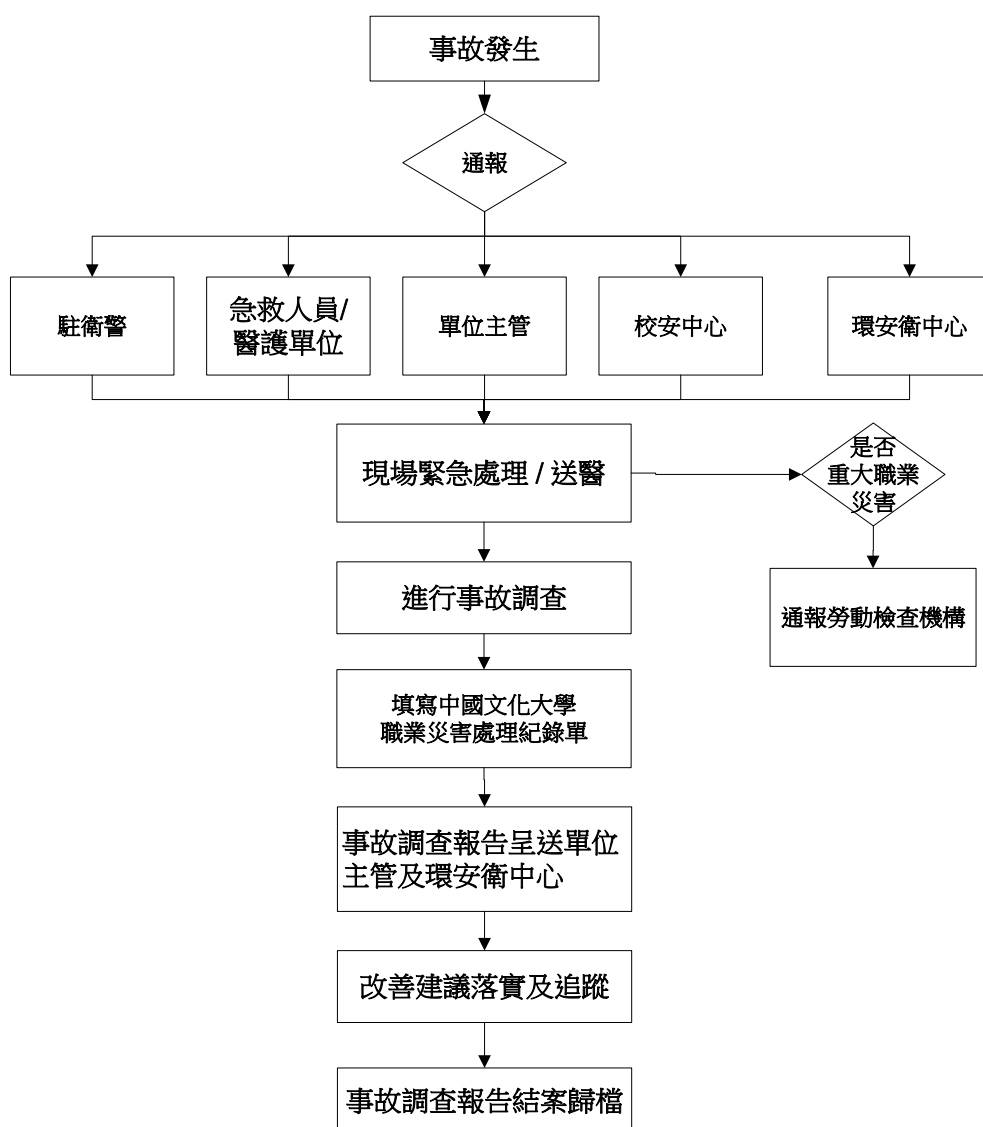 事故發生
通報
駐衛警
急救人員/
醫護單位
單位主管
校安中心
環安衛中心
現場緊急處理 / 送醫
是否
重大職業
災害
進行事故調查
通報勞動檢查機構
填寫中國文化大學
職業災害處理紀錄單
事故調查報告呈送單位
主管及環安衛中心
改善建議落實及追蹤
事故調查報告結案歸檔